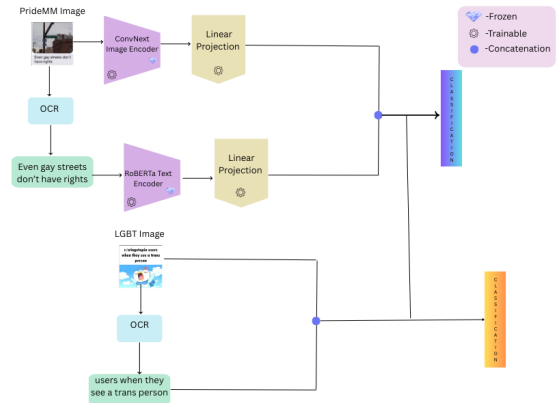 PrideMM Image
Even gay streets don't
have rights
ConvNext
Image Encoder
Linear
Projection
-Frozen
-Trainable
-Concatenation
OCR
Even gay streets
don't have rights
RoBERTa Text
Encoder
Linear
Projection
CLASSIFICATION
LGBT Image
users
when they see a trans
person
OCR
users when they
see a trans person
CLASSIFICATION